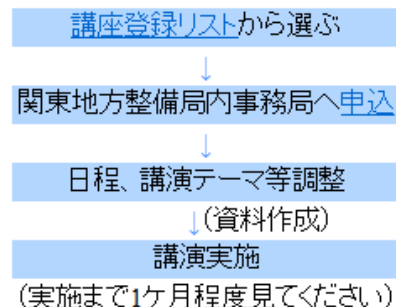 講座登録リストから選ぶ
↓
関東地方整備局内事務局へ申込
↓
日程、講演テーマ等調整
↓(資料作成)
講演実施
(実施まで1ケ月程度見てください)